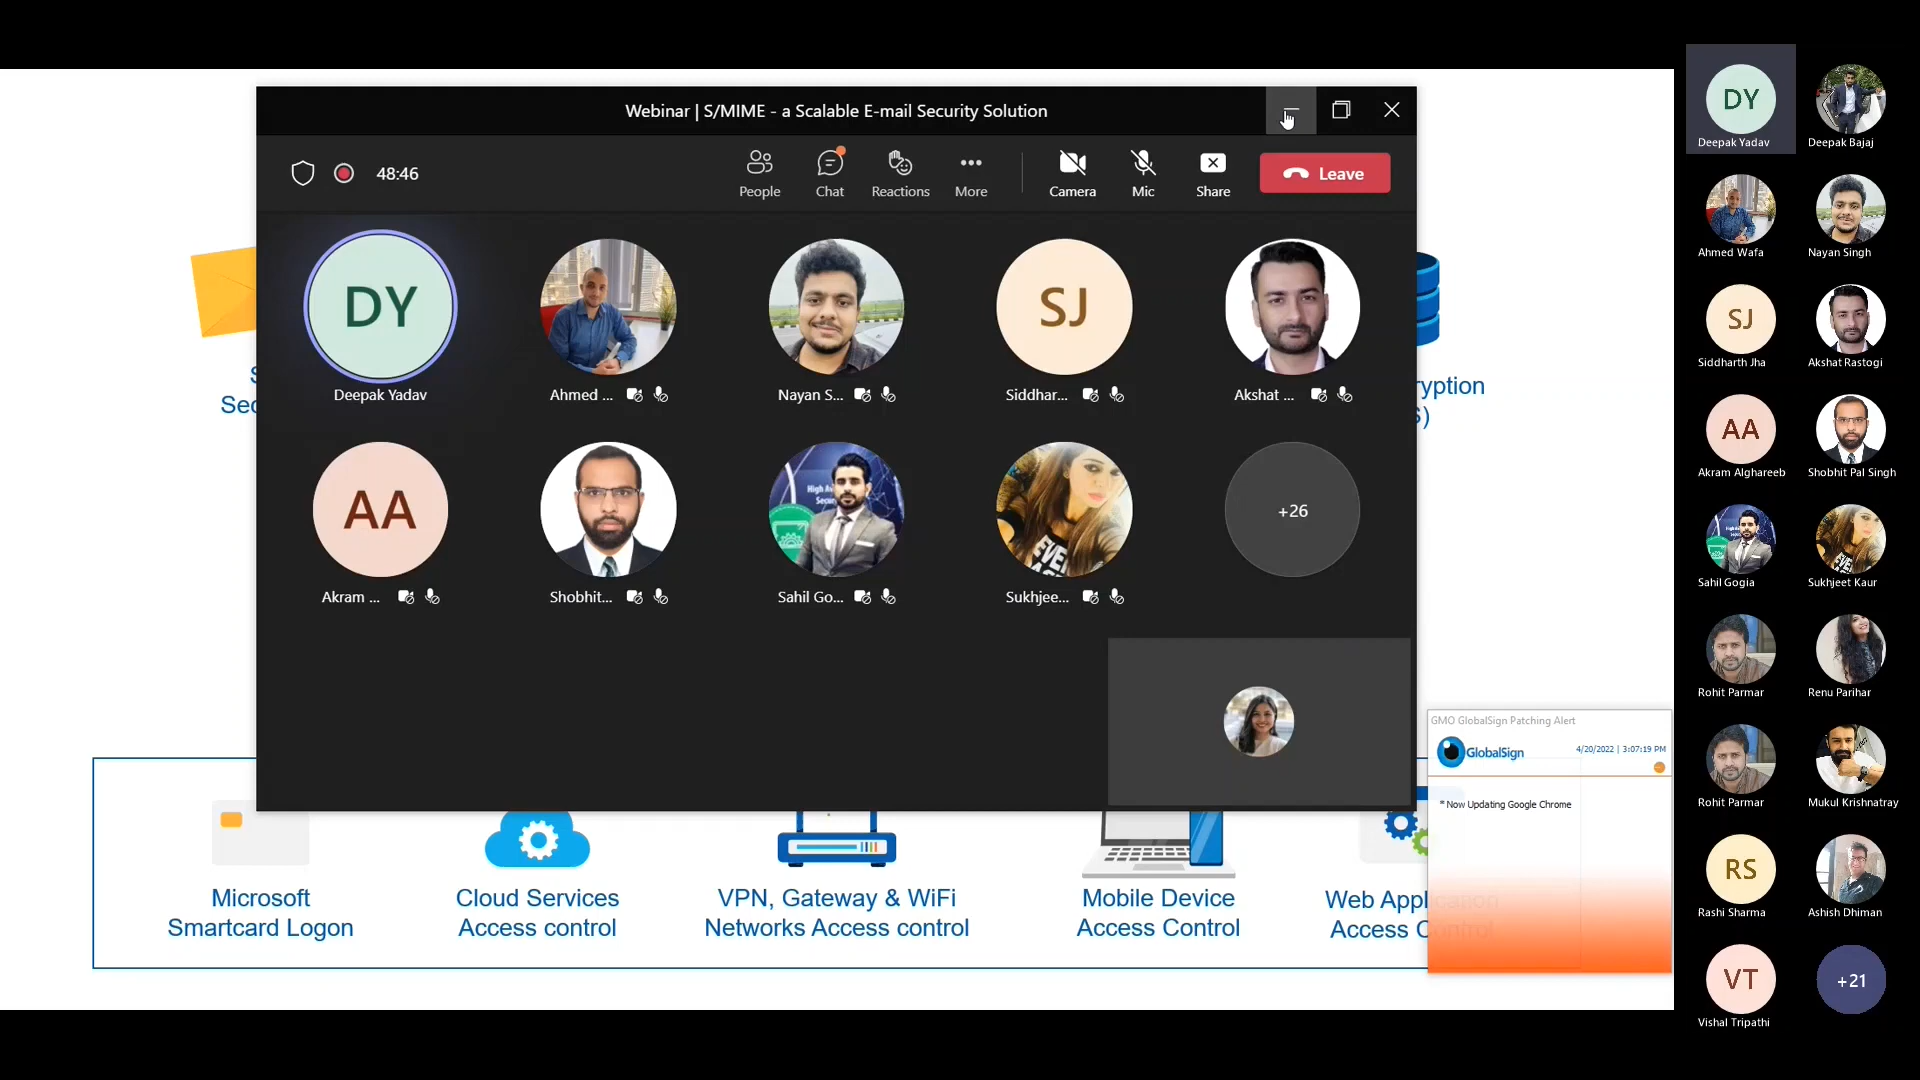 Webinar | S/MIME - a Scalable E-mail Security Solution
48:46
People
Chat
Reactions
More
Camera
Mic
Share
Leave
DY
Deepak Yadav
Ahmed ...
Nayan S...
SJ
Siddhar...
Akshat ...
AA
Akram ...
Shobhit...
Sahil Go...
Sukhjee...
+26
S
Sec
ryption
S)
Microsoft
Smartcard Logon
Cloud Services
Access control
VPN, Gateway & WiFi
Networks Access control
Mobile Device
Access Control
Web Application
Access Control
GMO GlobalSign Patching Alert
GlobalSign
4/20/2022 | 3:07:19 PM
* Now Updating Google Chrome
DY
Deepak Yadav
Deepak Bajaj
Ahmed Wafa
Nayan Singh
SJ
Siddharth Jha
Akshat Rastogi
AA
Akram Alghareeb
Shobhit Pal Singh
Sahil Gogia
Sukhjeet Kaur
Rohit Parmar
Renu Parihar
Rohit Parmar
Mukul Krishnatray
RS
Rashi Sharma
Ashish Dhiman
VT
Vishal Tripathi
+21